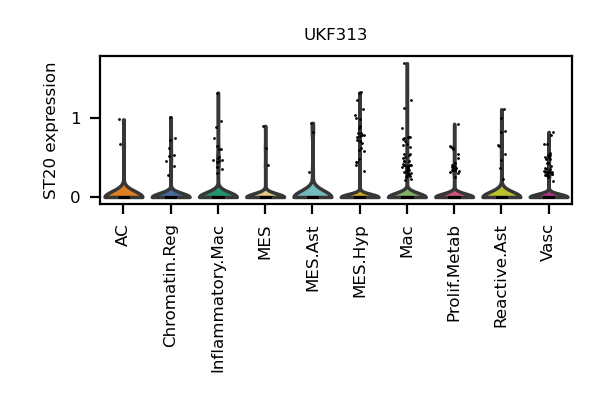 UKF313
ST20 expression
1
0
AC
Chromatin.Reg
Inflammatory.Mac
MES
MES.Ast
MES.Hyp
Mac
Prolif.Metab
Reactive.Ast
Vasc